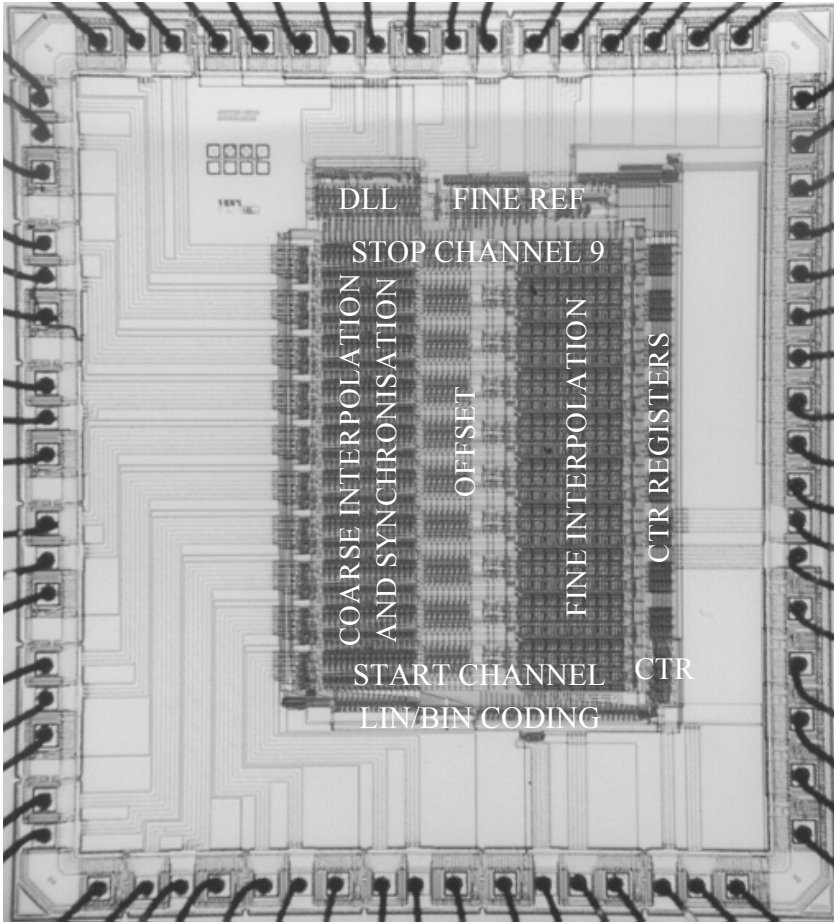 DLL
FINE REF
STOP CHANNEL 9
COARSE INTERPOLATION
AND SYNCHRONISATION
OFFSET
FINE INTERPOLATION
CTR REGISTERS
START CHANNEL
CTR
LIN/BIN CODING